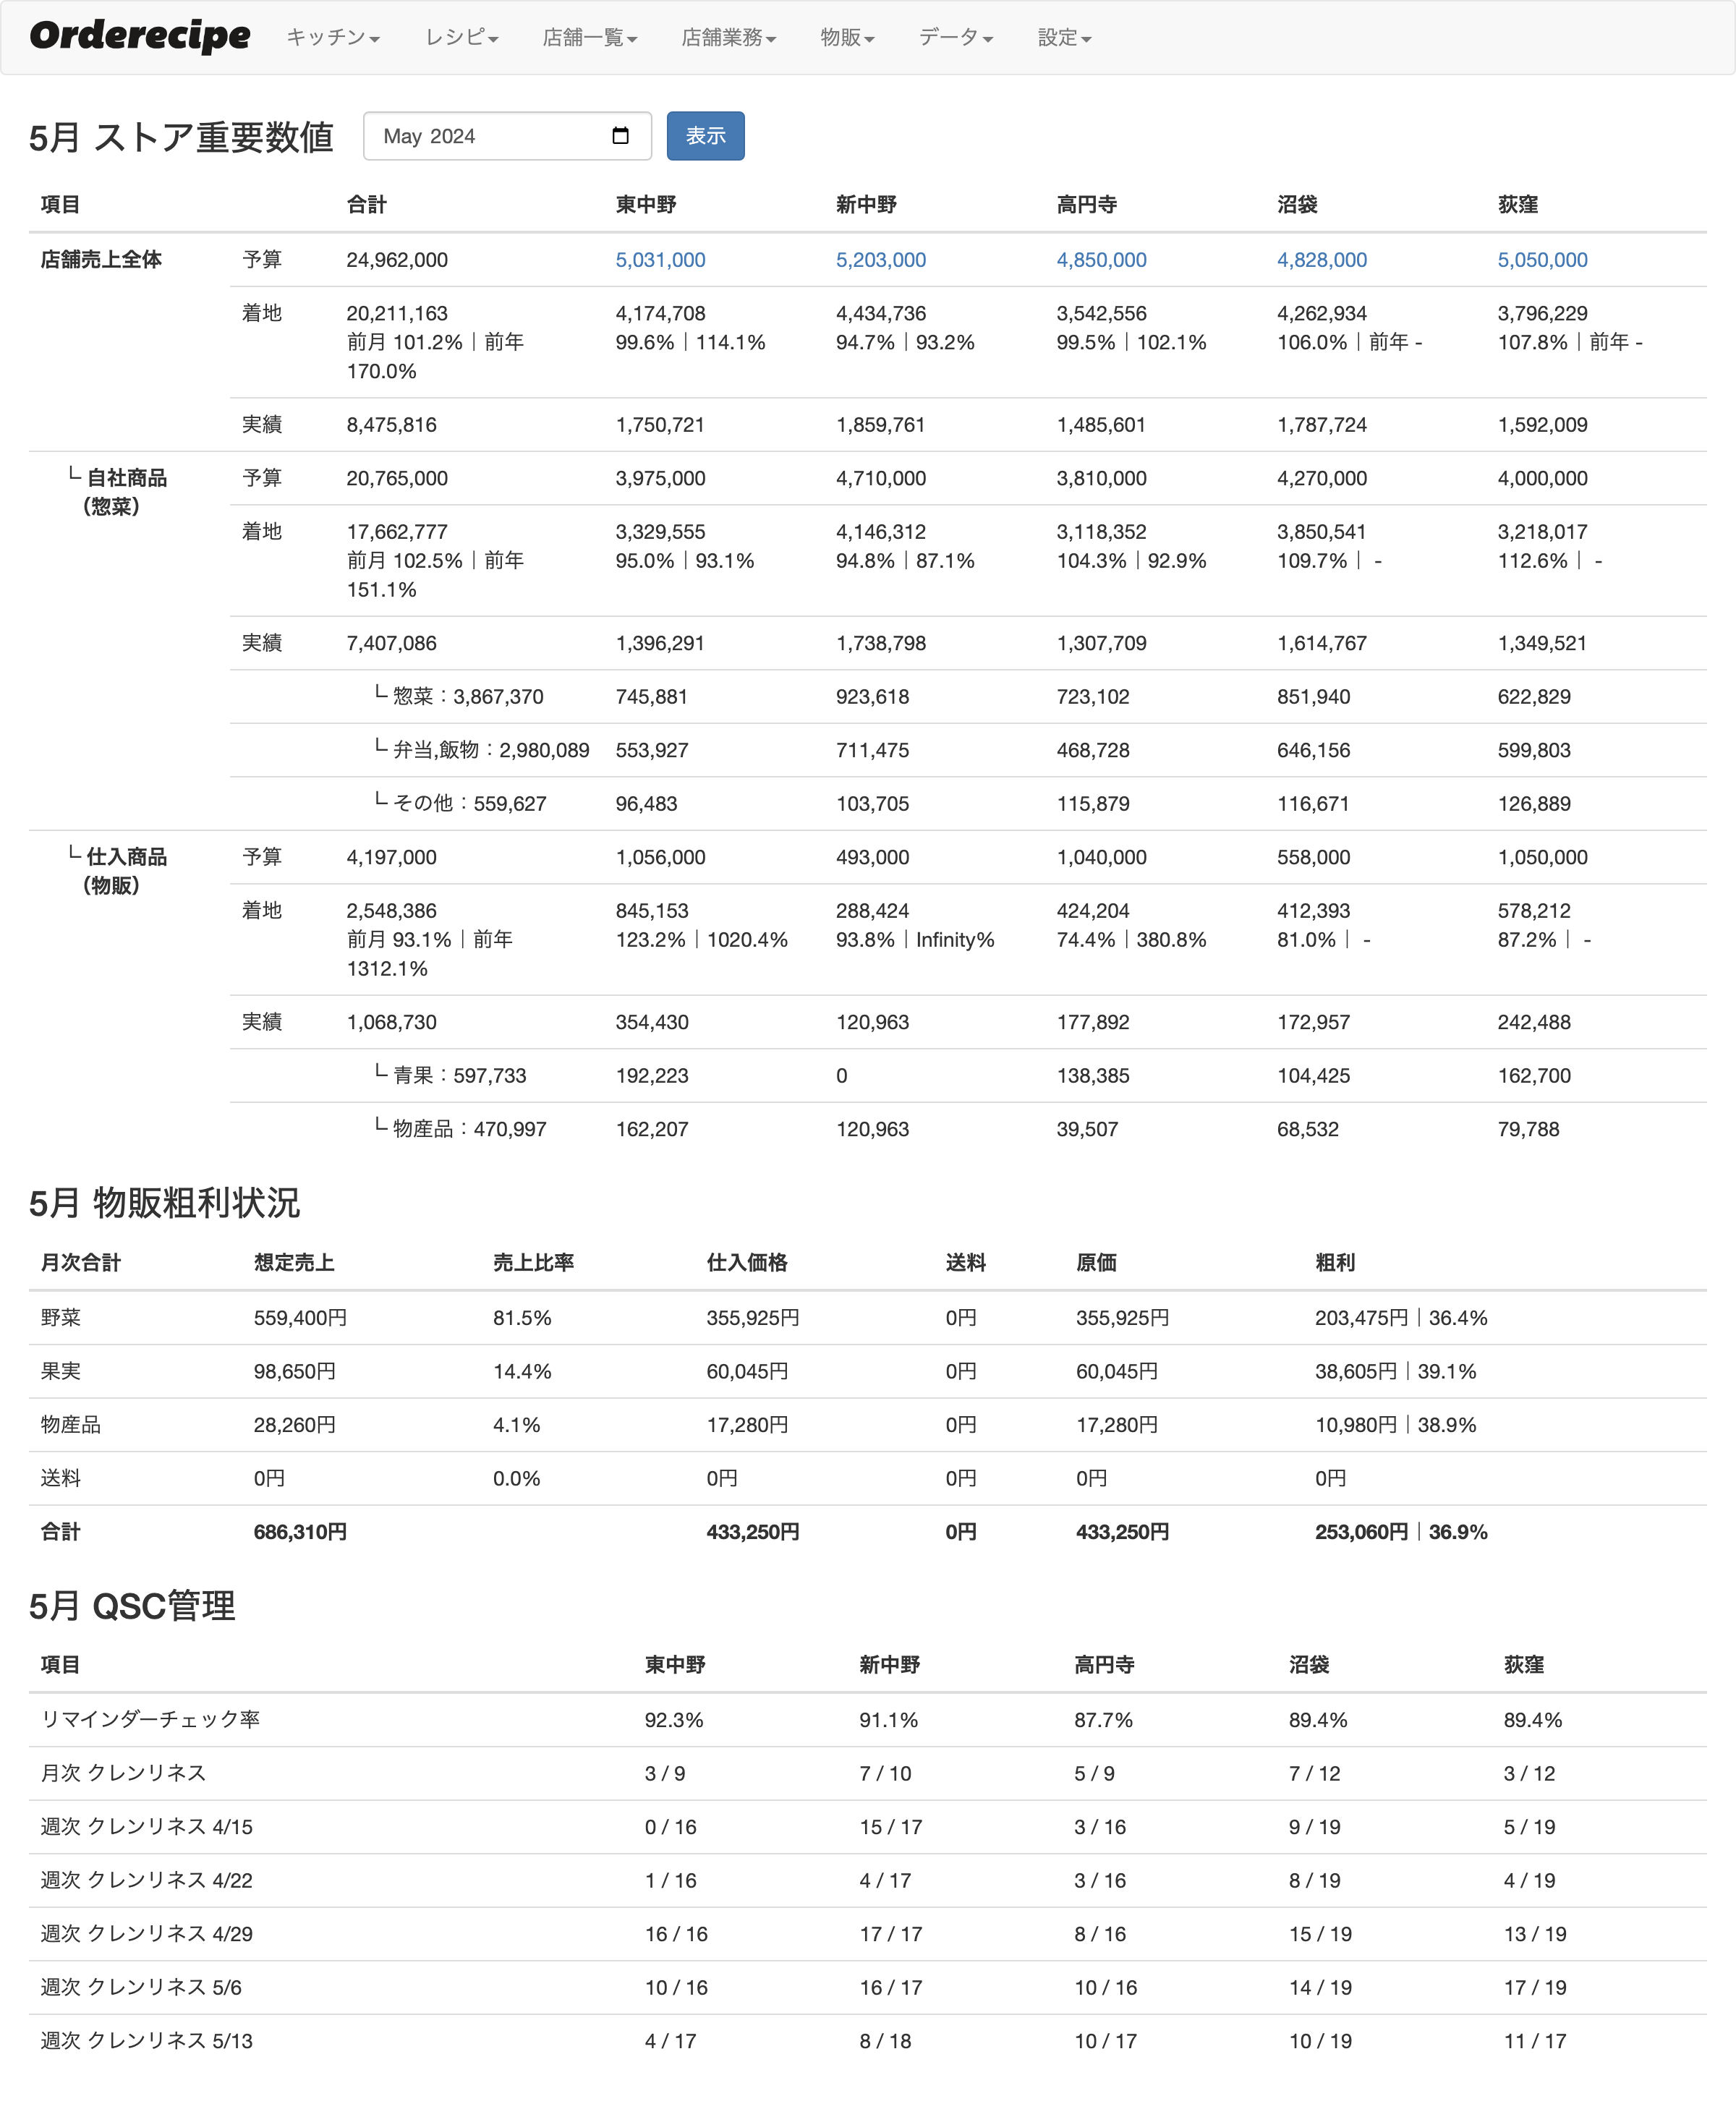 Orderecipe キッチン レシピ 店舗一覧 店舗業務 物販 データ 設定
5月 ストア重要数値 May 2024 表示
項目 合計 東中野 新中野 高円寺 沼袋 荻窪
店舗売上全体 予算 24,962,000 5,031,000 5,203,000 4,850,000 4,828,000 5,050,000
着地 20,211,163 4,174,708 4,434,736 3,542,556 4,262,934 3,796,229
前月 101.2%｜前年 99.6%｜114.1% 94.7%｜93.2% 99.5%｜102.1% 106.0%｜前年 - 107.8%｜前年 -
170.0%
実績 8,475,816 1,750,721 1,859,761 1,485,601 1,787,724 1,592,009
└ 自社商品 予算 20,765,000 3,975,000 4,710,000 3,810,000 4,270,000 4,000,000
（惣菜）
着地 17,662,777 3,329,555 4,146,312 3,118,352 3,850,541 3,218,017
前月 102.5%｜前年 95.0%｜93.1% 94.8%｜87.1% 104.3%｜92.9% 109.7%｜ - 112.6%｜ -
151.1%
実績 7,407,086 1,396,291 1,738,798 1,307,709 1,614,767 1,349,521
└ 惣菜：3,867,370 745,881 923,618 723,102 851,940 622,829
└ 弁当,飯物：2,980,089 553,927 711,475 468,728 646,156 599,803
└ その他：559,627 96,483 103,705 115,879 116,671 126,889
└ 仕入商品 予算 4,197,000 1,056,000 493,000 1,040,000 558,000 1,050,000
（物販）
着地 2,548,386 845,153 288,424 424,204 412,393 578,212
前月 93.1%｜前年 123.2%｜1020.4% 93.8%｜Infinity% 74.4%｜380.8% 81.0%｜ - 87.2%｜ -
1312.1%
実績 1,068,730 354,430 120,963 177,892 172,957 242,488
└ 青果：597,733 192,223 0 138,385 104,425 162,700
└ 物産品：470,997 162,207 120,963 39,507 68,532 79,788
5月 物販粗利状況
月次合計 想定売上 売上比率 仕入価格 送料 原価 粗利
野菜 559,400円 81.5% 355,925円 0円 355,925円 203,475円｜36.4%
果実 98,650円 14.4% 60,045円 0円 60,045円 38,605円｜39.1%
物産品 28,260円 4.1% 17,280円 0円 17,280円 10,980円｜38.9%
送料 0円 0.0% 0円 0円 0円 0円
合計 686,310円 433,250円 0円 433,250円 253,060円｜36.9%
5月 QSC管理
項目 東中野 新中野 高円寺 沼袋 荻窪
リマインダーチェック率 92.3% 91.1% 87.7% 89.4% 89.4%
月次 クレンリネス 3 / 9 7 / 10 5 / 9 7 / 12 3 / 12
週次 クレンリネス 4/15 0 / 16 15 / 17 3 / 16 9 / 19 5 / 19
週次 クレンリネス 4/22 1 / 16 4 / 17 3 / 16 8 / 19 4 / 19
週次 クレンリネス 4/29 16 / 16 17 / 17 8 / 16 15 / 19 13 / 19
週次 クレンリネス 5/6 10 / 16 16 / 17 10 / 16 14 / 19 17 / 19
週次 クレンリネス 5/13 4 / 17 8 / 18 10 / 17 10 / 19 11 / 17